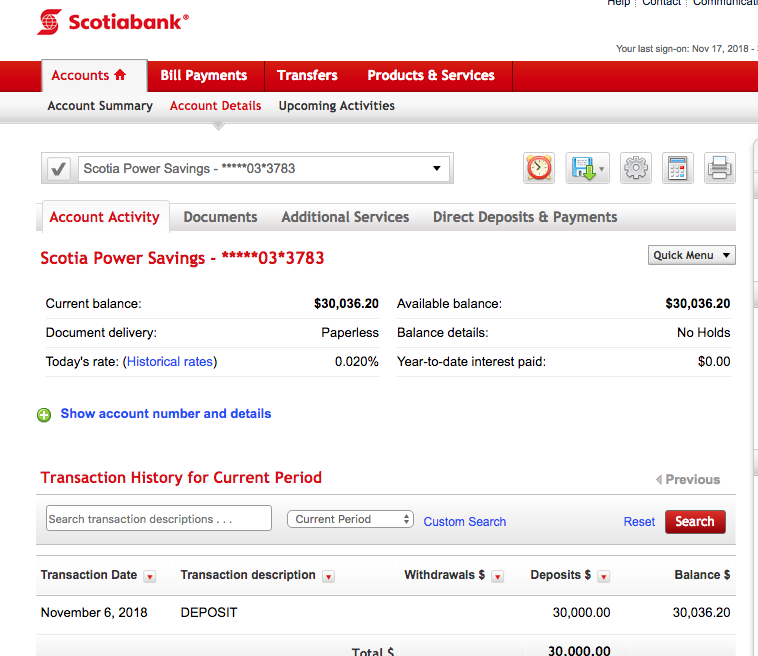 Help Contact Communicati
Scotiabank®
Your last sign-on: Nov 17, 2018 -
Accounts Bill Payments Transfers Products & Services
Account Summary Account Details Upcoming Activities
Scotia Power Savings - *****03*3783
Account Activity Documents Additional Services Direct Deposits & Payments
Scotia Power Savings - *****03*3783 Quick Menu
Current balance: $30,036.20 Available balance: $30,036.20
Document delivery: Paperless Balance details: No Holds
Today's rate: (Historical rates) 0.020% Year-to-date interest paid: $0.00
Show account number and details
Transaction History for Current Period Previous
Search transaction descriptions . . . Current Period Custom Search Reset Search
Transaction Date Transaction description Withdrawals $ Deposits $ Balance $
November 6, 2018 DEPOSIT 30,000.00 30,036.20
Total $ 30,000.00